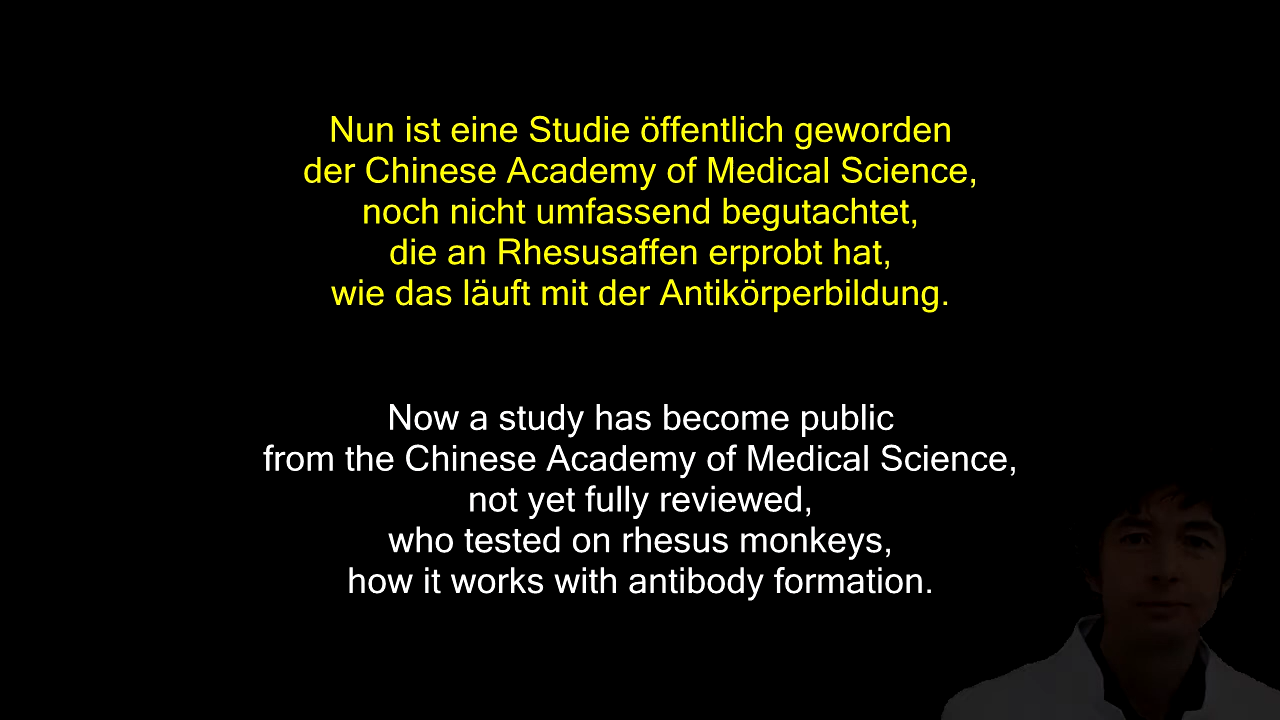 Nun ist eine Studie öffentlich geworden
der Chinese Academy of Medical Science,
noch nicht umfassend begutachtet,
die an Rhesusaffen erprobt hat,
wie das läuft mit der Antikörperbildung.
Now a study has become public
from the Chinese Academy of Medical Science,
not yet fully reviewed,
who tested on rhesus monkeys,
how it works with antibody formation.